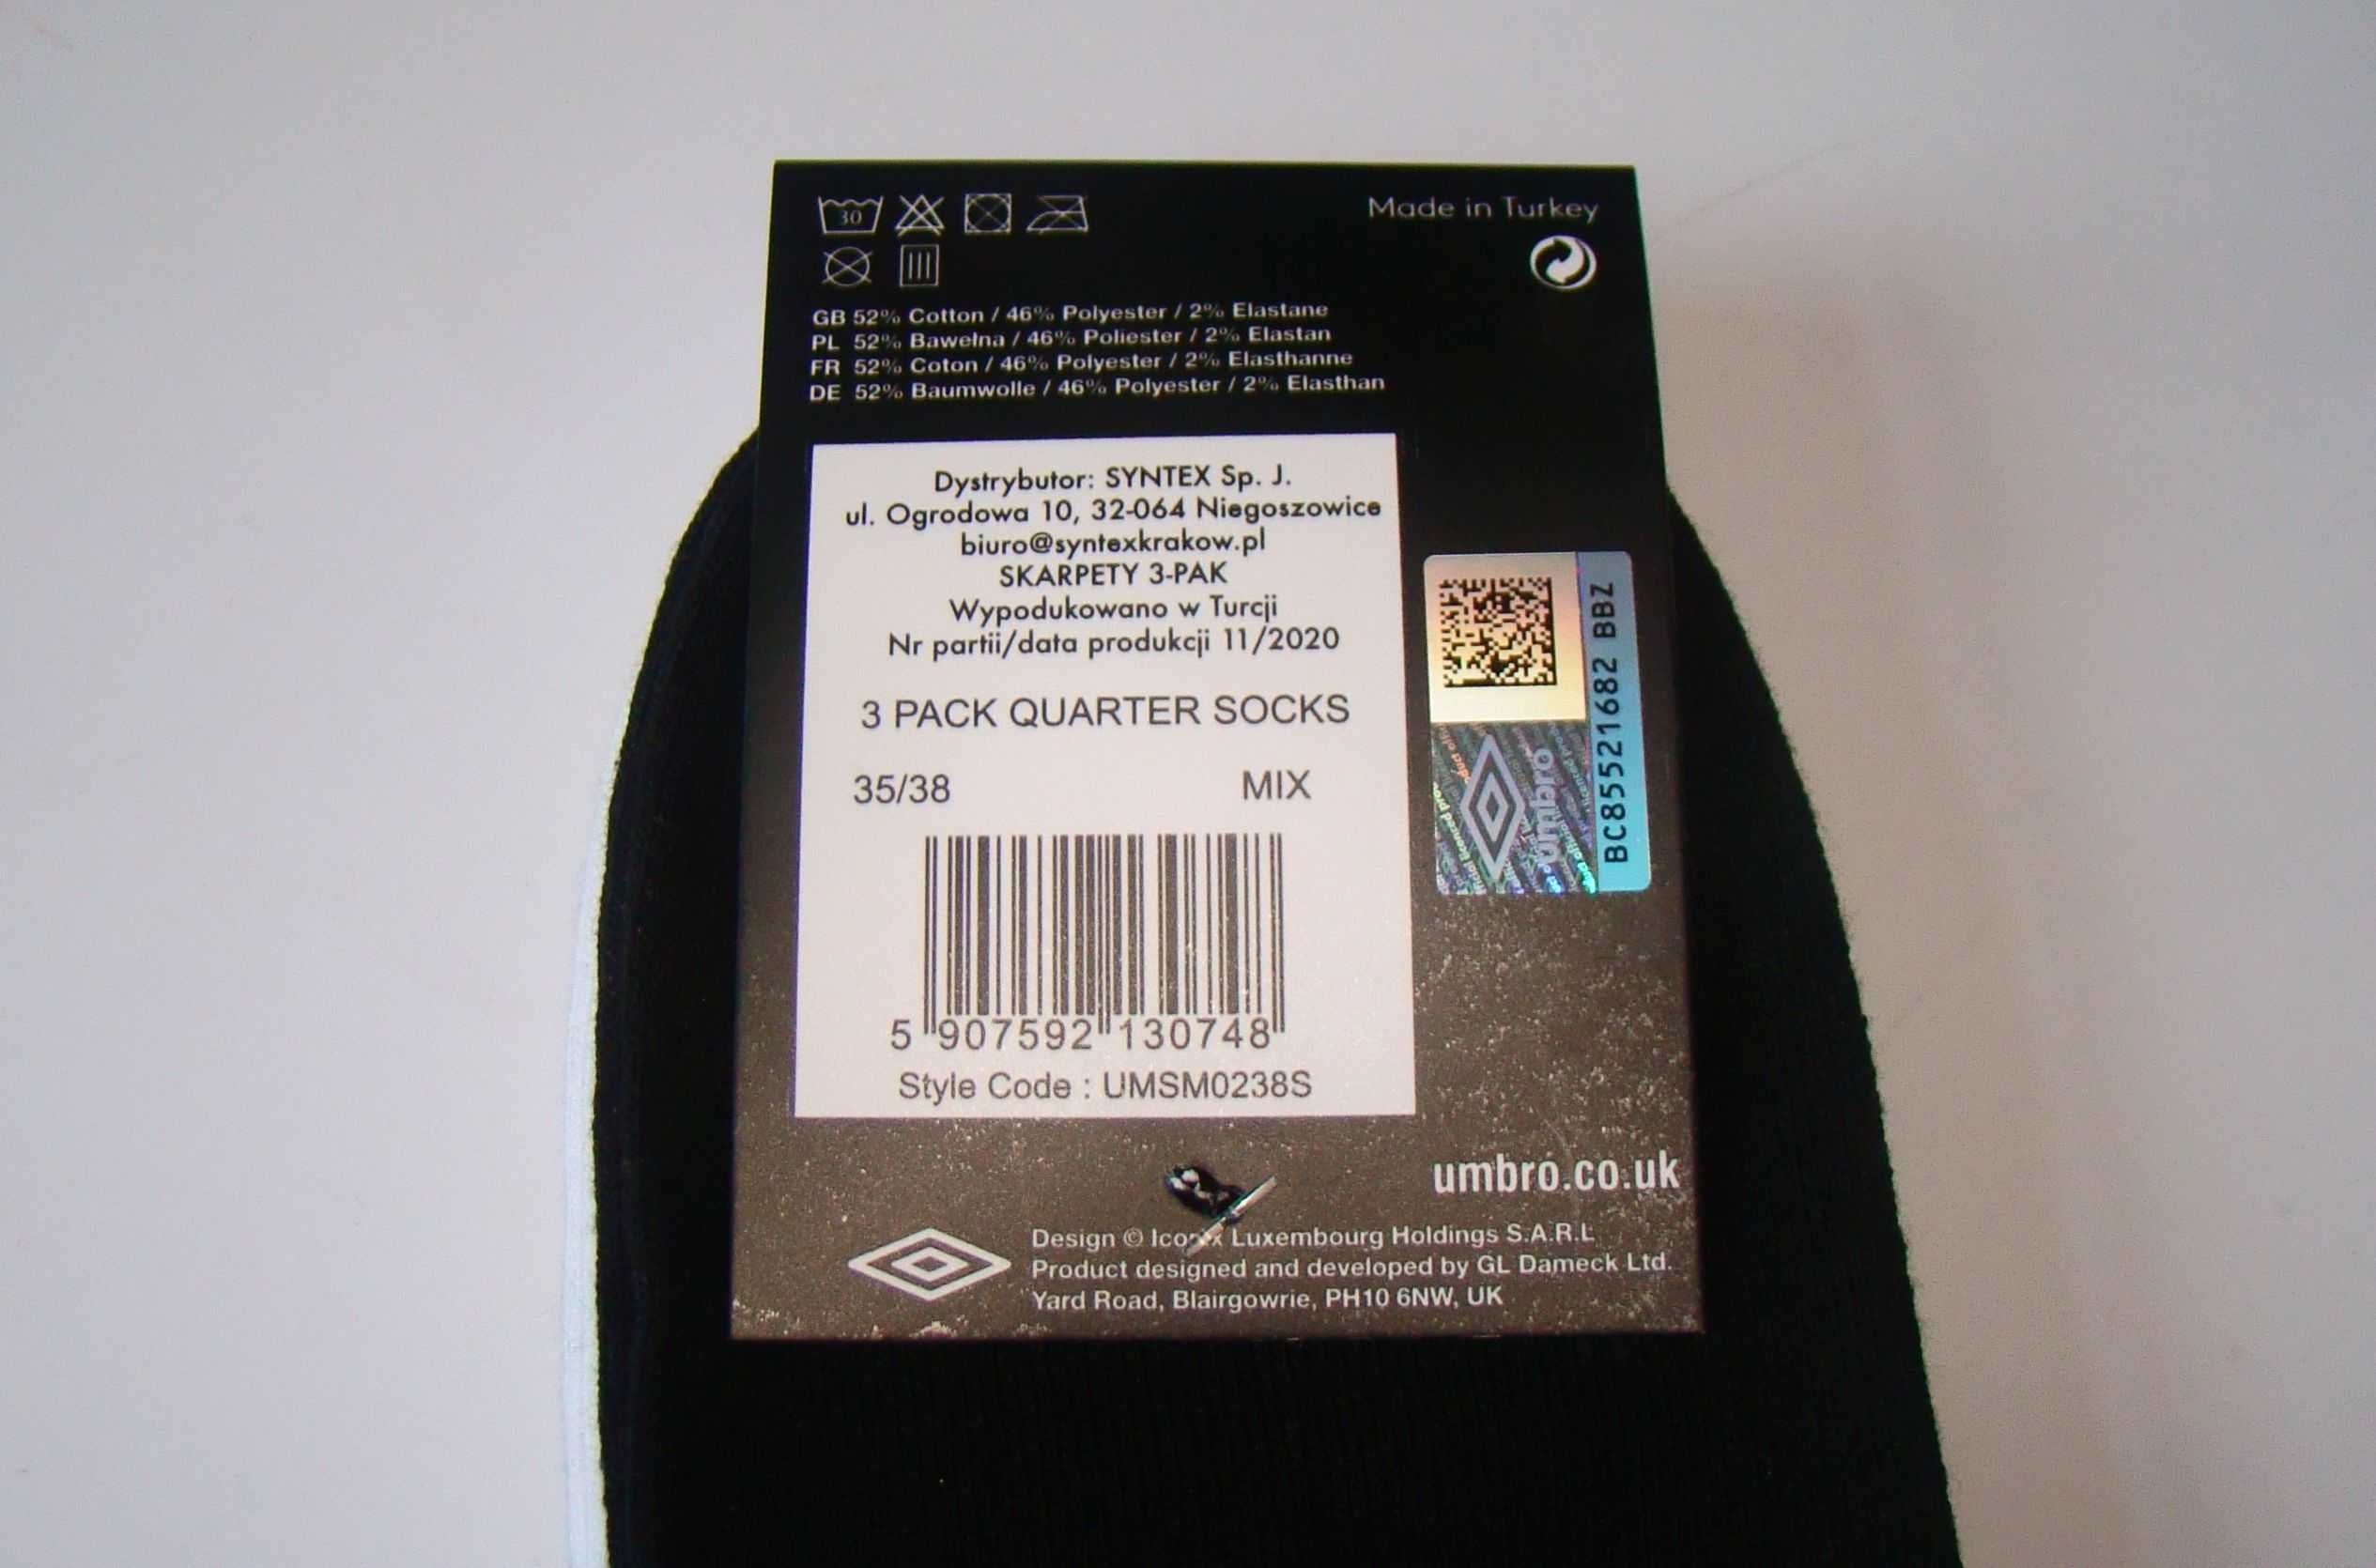 30
Made in Turkey
GB 52% Cotton / 46% Polyester / 2% Elastane
PL 52% Bawełna / 46% Poliester / 2% Elastan
FR 52% Coton / 46% Polyester / 2% Elasthanne
DE 52% Baumwolle / 46% Polyester / 2% Elasthan
Dystrybutor: SYNTEX Sp. J.
ul. Ogrodowa 10, 32-064 Niegoszowice
biuro@syntexkrakow.pl
SKARPETY 3-PAK
Wypodukowano w Turcji
Nr partii/data produkcji 11/2020
3 PACK QUARTER SOCKS
35/38 MIX
5 907592 130748
Style Code : UMSM0238S
BC85521682 BBZ
umbro
umbro.co.uk
Design © Iconix Luxembourg Holdings S.A.R.L
Product designed and developed by GL Dameck Ltd.
Yard Road, Blairgowrie, PH10 6NW, UK